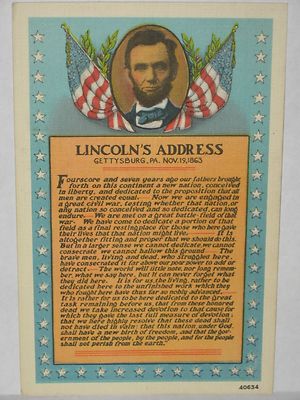 LINCOLN'S ADDRESS
GETTYSBURG, PA. NOV. 19, 1863
Fourscore and seven years ago our fathers brought
forth on this continent a new nation, conceived
in liberty, and dedicated to the proposition that all
men are created equal. Now we are engaged in
a great civil war, testing whether that nation, or
any nation so conceived and so dedicated, can long
endure. We are met on a great battle-field of that
war. We have come to dedicate a portion of that
field as a final resting place for those who here gave
their lives that that nation might live. It is
altogether fitting and proper that we should do this.
But in a larger sense we cannot dedicate, we cannot
consecrate, we cannot hallow this ground. The
brave men, living and dead, who struggled here,
have consecrated it far above our poor power to add or
detract. The world will little note, nor long remem-
ber, what we say here, but it can never forget what
they did here. It is for us the living, rather to be
dedicated here to the unfinished work which they
who fought here have thus far so nobly advanced.
It is rather for us to be here dedicated to the great
task remaining before us, that from these honored
dead we take increased devotion to that cause for
which they gave the last full measure of devotion;
that we here highly resolve that these dead shall
not have died in vain; that this nation, under God,
shall have a new birth of freedom, and that the gov-
ernment of the people, by the people, and for the people
shall not perish from the earth."
40634